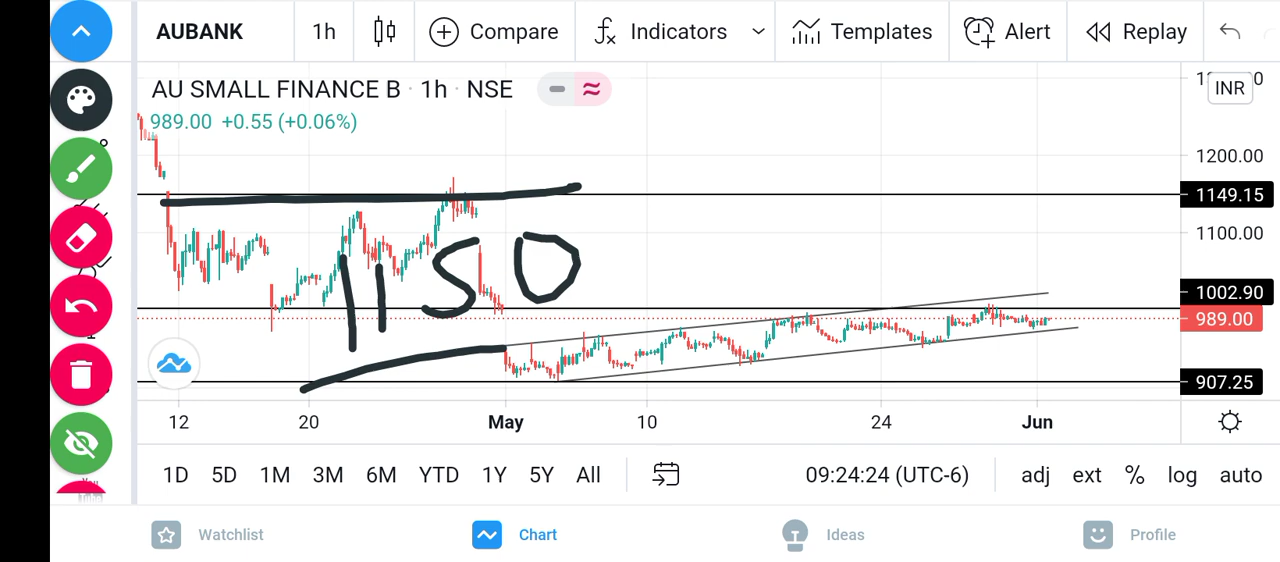 AUBANK 1h Compare Indicators Templates Alert Replay
AU SMALL FINANCE B · 1h · NSE
989.00 +0.55 (+0.06%)
INR
1200.00
1149.15
1100.00
1002.90
989.00
907.25
1150
12 20 May 10 24 Jun
1D 5D 1M 3M 6M YTD 1Y 5Y All 09:24:24 (UTC-6) adj ext % log auto
Watchlist Chart Ideas Profile